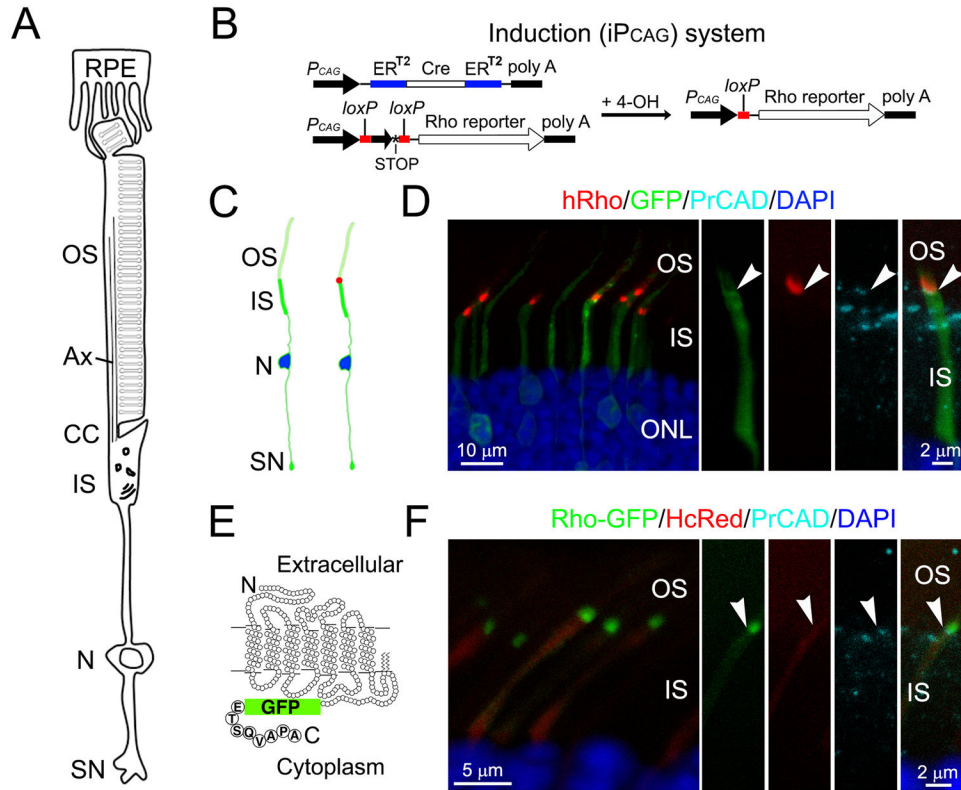 A
RPE
OS
Ax
CC
IS
N
SN
B
Induction (iPCAG) system
PCAG
ERT2
Cre
ERT2
poly A
loxP
loxP
PCAG
Rho reporter
poly A
*
STOP
+ 4-OH
loxP
PCAG
Rho reporter
poly A
C
OS
IS
N
SN
D
hRho/GFP/PrCAD/DAPI
OS
IS
ONL
10 µm
IS
2 µm
OS
E
Extracellular
N
GFP
E
T
S
Q
V
A
P
A
C
Cytoplasm
F
Rho-GFP/HcRed/PrCAD/DAPI
OS
IS
5 µm
OS
IS
2 µm